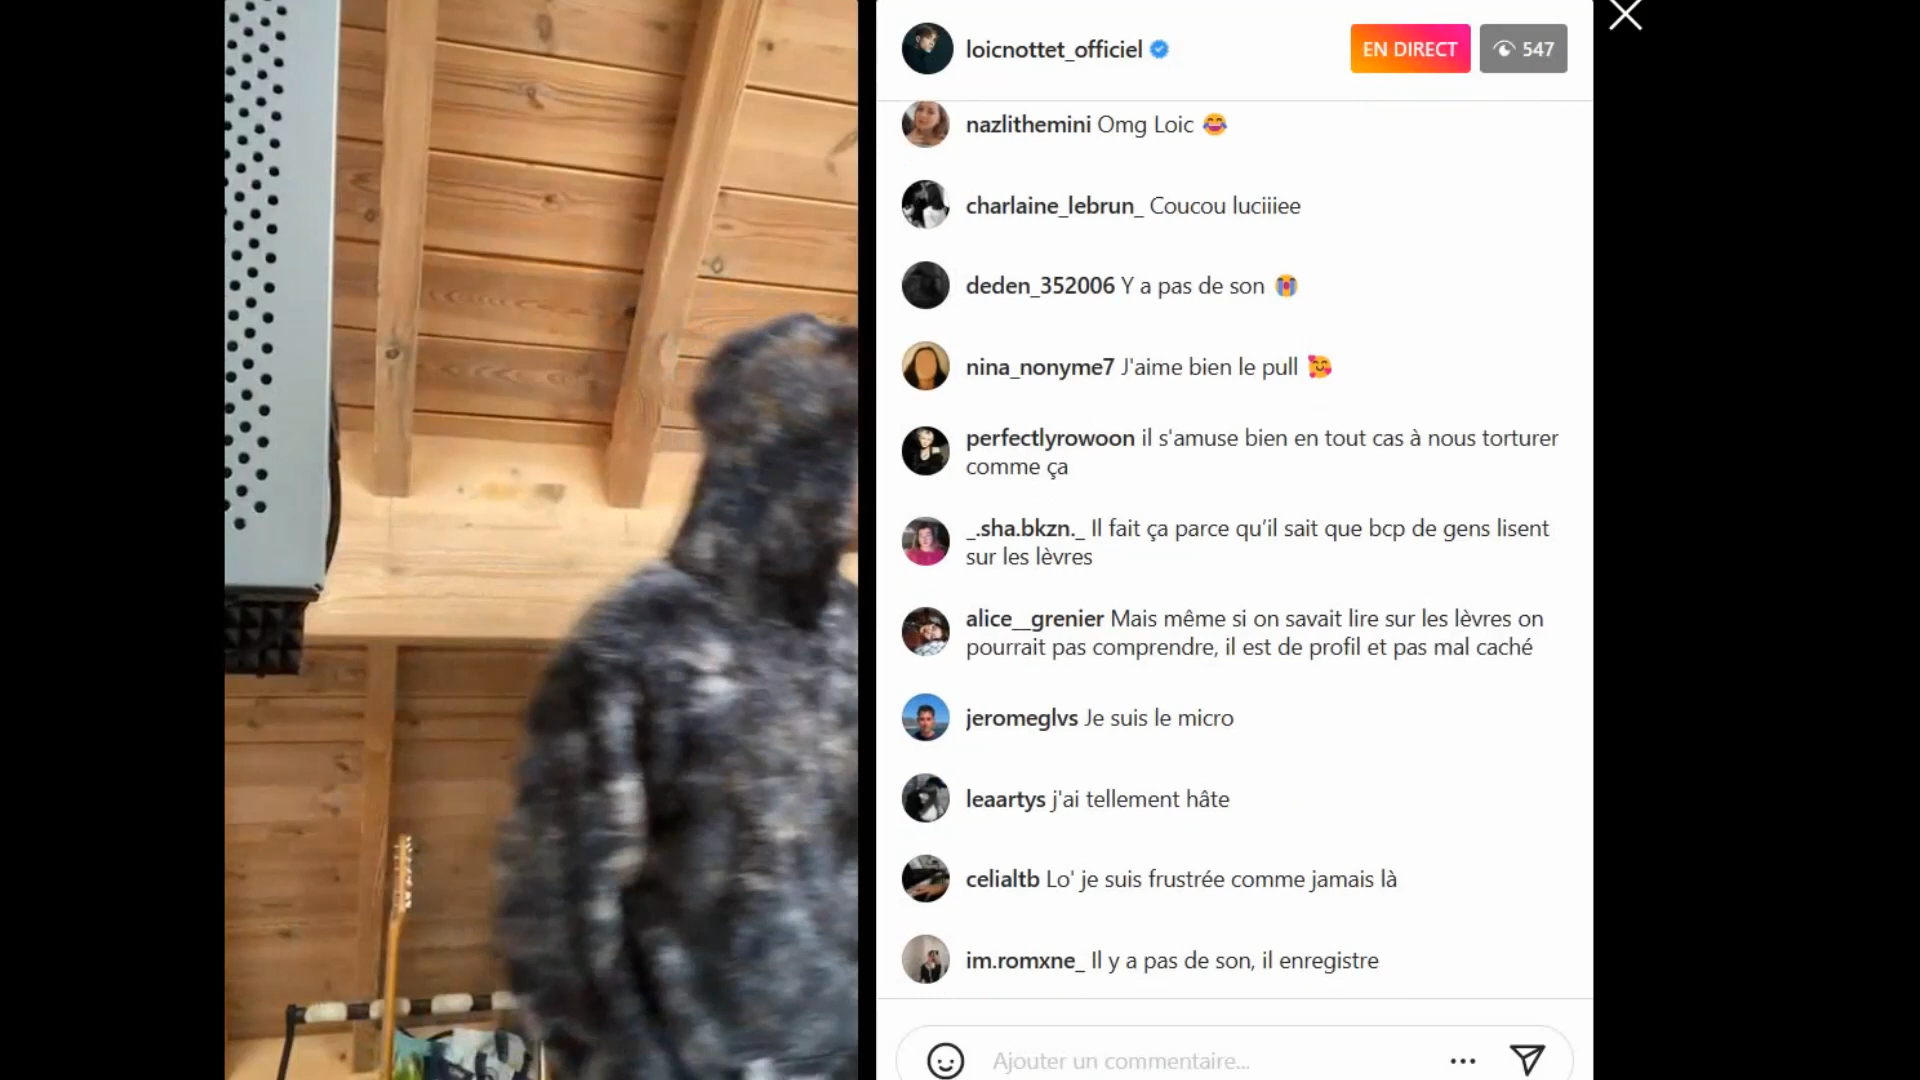 loicnottet_officiel
EN DIRECT
547
nazlithemini Omg Loic 😂
charlaine_lebrun_ Coucou luciiiee
deden_352006 Y a pas de son 😭
nina_nonyme7 J'aime bien le pull 🥰
perfectlyrowoon il s'amuse bien en tout cas à nous torturer
comme ça
_.sha.bkzn._ Il fait ça parce qu’il sait que bcp de gens lisent
sur les lèvres
alice__grenier Mais même si on savait lire sur les lèvres on
pourrait pas comprendre, il est de profil et pas mal caché
jeromeglvs Je suis le micro
leaartys j'ai tellement hâte
celialtb Lo' je suis frustrée comme jamais là
im.romxne_ Il y a pas de son, il enregistre
Ajouter un commentaire...